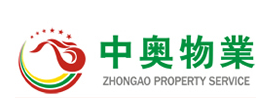 中奥物業
ZHONGAO PROPERTY SERVICE